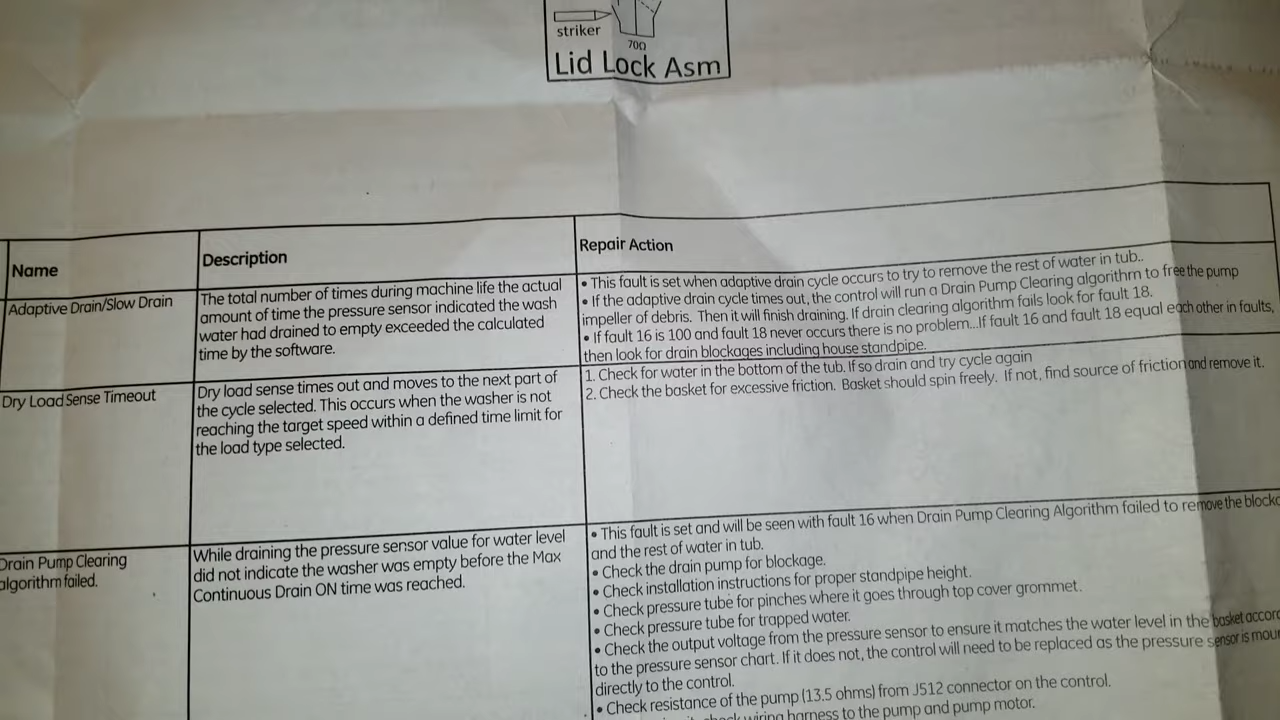 striker
70Ω
Lid Lock Asm
Name
Description
Repair Action
Adaptive Drain/Slow Drain
The total number of times during machine life the actual
amount of time the pressure sensor indicated the wash
water had drained to empty exceeded the calculated
time by the software.
• This fault is set when adaptive drain cycle occurs to try to remove the rest of water in tub..
• If the adaptive drain cycle times out, the control will run a Drain Pump Clearing algorithm to free the pump
impeller of debris. Then it will finish draining. If drain clearing algorithm fails look for fault 18.
• If fault 16 is 100 and fault 18 never occurs there is no problem...If fault 16 and fault 18 equal each other in faults,
then look for drain blockages including house standpipe.
Dry Load Sense Timeout
Dry load sense times out and moves to the next part of
the cycle selected. This occurs when the washer is not
reaching the target speed within a defined time limit for
the load type selected.
1. Check for water in the bottom of the tub. If so drain and try cycle again
2. Check the basket for excessive friction. Basket should spin freely. If not, find source of friction and remove it.
Drain Pump Clearing
algorithm failed.
While draining the pressure sensor value for water level
did not indicate the washer was empty before the Max
Continuous Drain ON time was reached.
• This fault is set and will be seen with fault 16 when Drain Pump Clearing Algorithm failed to remove the blocka
and the rest of water in tub.
• Check the drain pump for blockage.
• Check installation instructions for proper standpipe height.
• Check pressure tube for pinches where it goes through top cover grommet.
• Check pressure tube for trapped water.
• Check the output voltage from the pressure sensor to ensure it matches the water level in the basket accord
to the pressure sensor chart. If it does not, the control will need to be replaced as the pressure sensor is moun
directly to the control.
• Check resistance of the pump (13.5 ohms) from J512 connector on the control.
check wiring harness to the pump and pump motor.